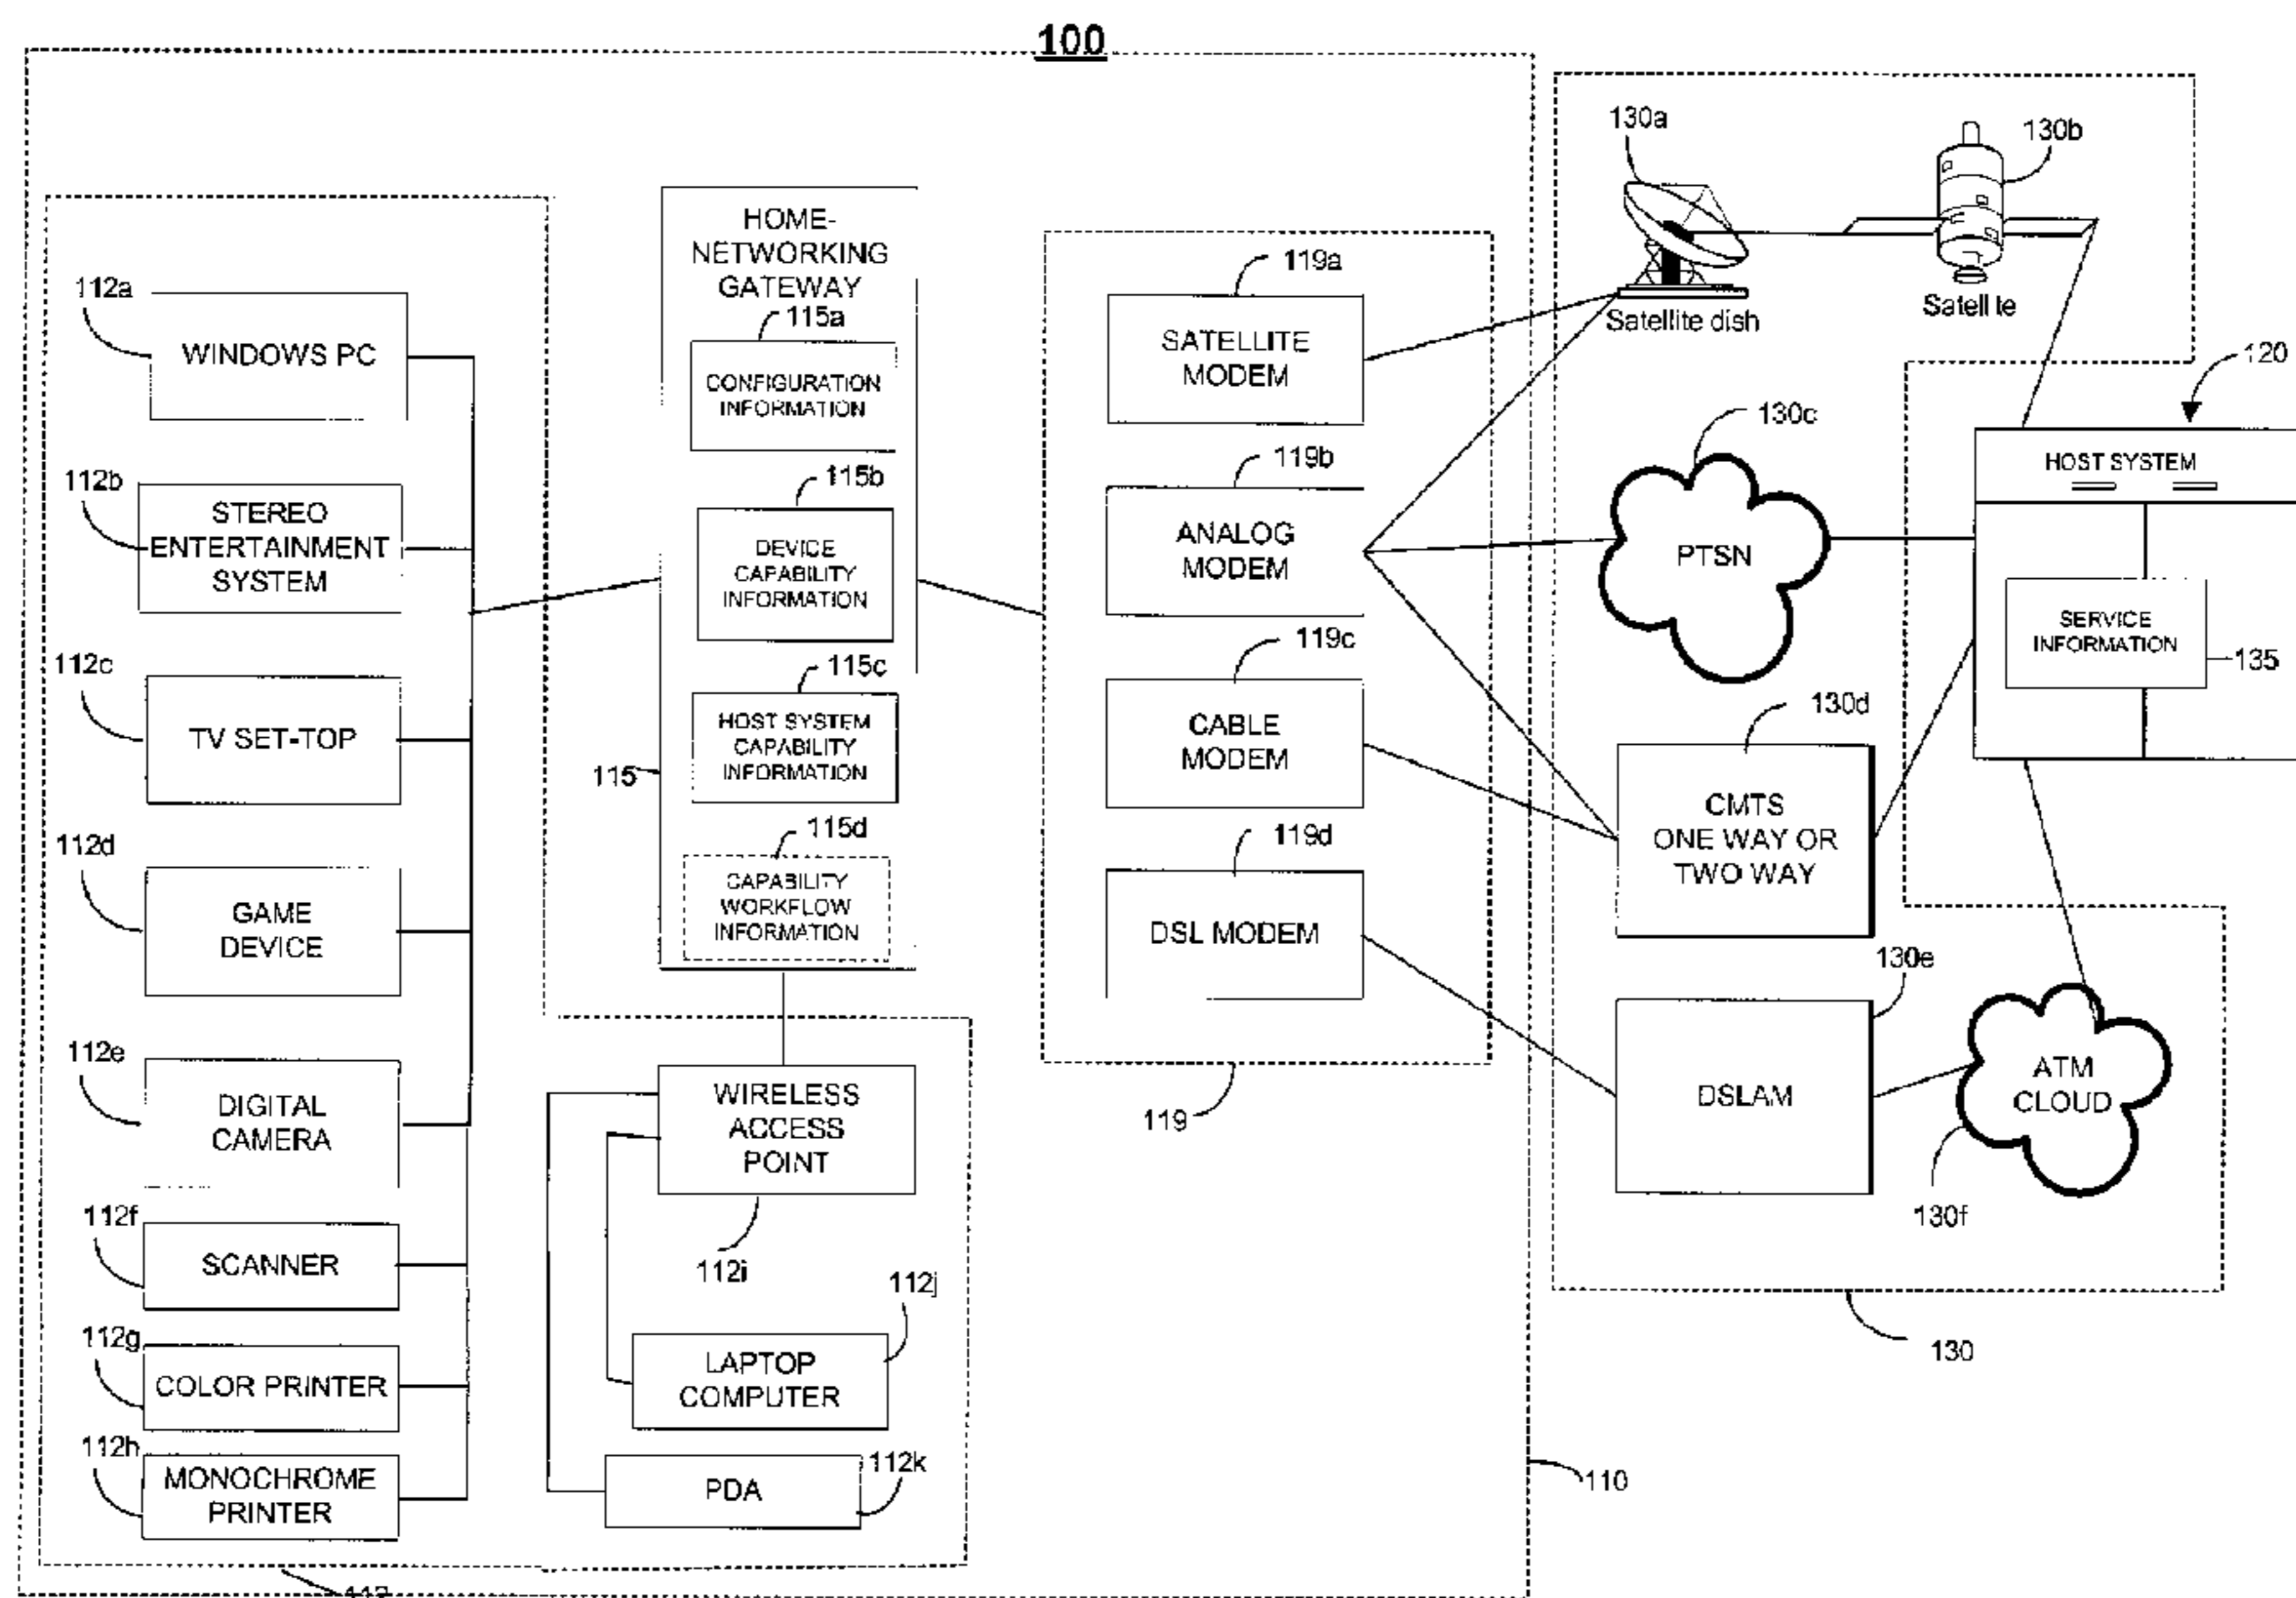 100
112a
WINDOWS PC
112b
STEREO
ENTERTAINMENT
SYSTEM
112c
TV SET-TOP
112d
GAME
DEVICE
112e
DIGITAL
CAMERA
112f
SCANNER
112g
COLOR PRINTER
112h
MONOCHROME
PRINTER
HOME-
NETWORKING
GATEWAY
115a
CONFIGURATION
INFORMATION
115b
DEVICE
CAPABILITY
INFORMATION
115c
HOST SYSTEM
CAPABILITY
INFORMATION
115
115d
CAPABILITY
WORKFLOW
INFORMATION
WIRELESS
ACCESS
POINT
112i
112j
LAPTOP
COMPUTER
112k
PDA
119a
SATELLITE
MODEM
119b
ANALOG
MODEM
119c
CABLE
MODEM
119d
DSL MODEM
119
110
130a
Satellite dish
130b
Satellite
130c
PTSN
130d
CMTS
ONE WAY OR
TWO WAY
130e
DSLAM
ATM
CLOUD
130f
130
120
HOST SYSTEM
SERVICE
INFORMATION
135